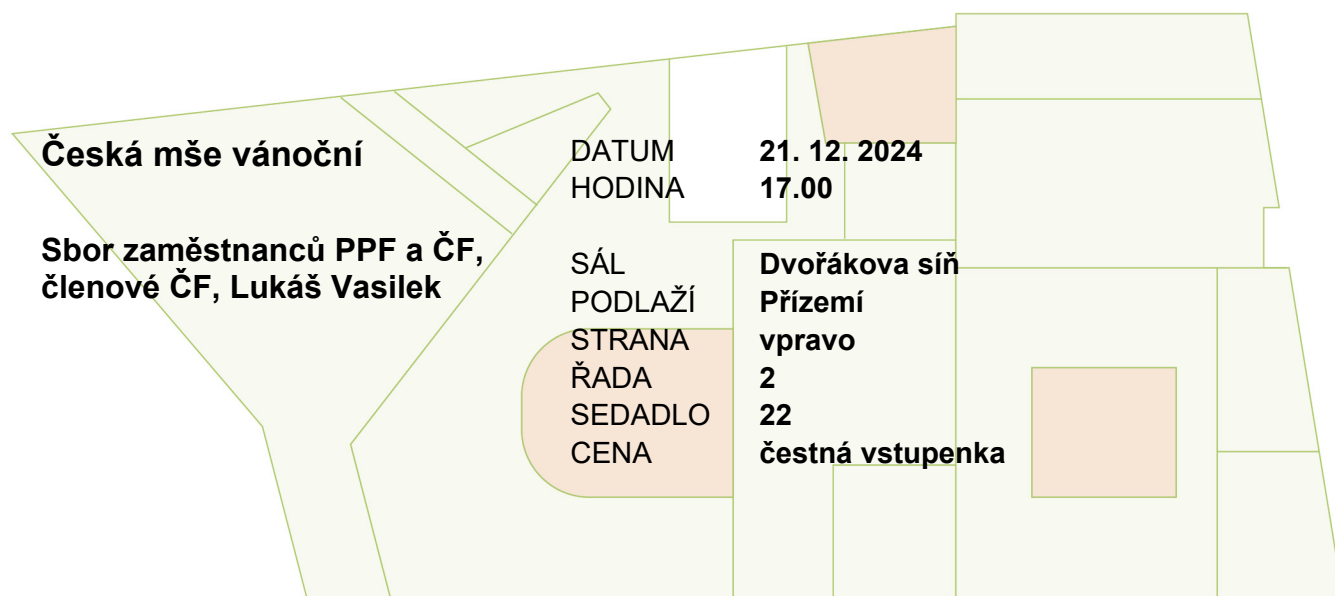 Česká mše vánoční
Sbor zaměstnanců PPF a ČF,
členové ČF, Lukáš Vasilek
DATUM 21. 12. 2024
HODINA 17.00
SÁL Dvořákova síň
PODLAŽÍ Přízemí
STRANA vpravo
ŘADA 2
SEDADLO 22
CENA čestná vstupenka